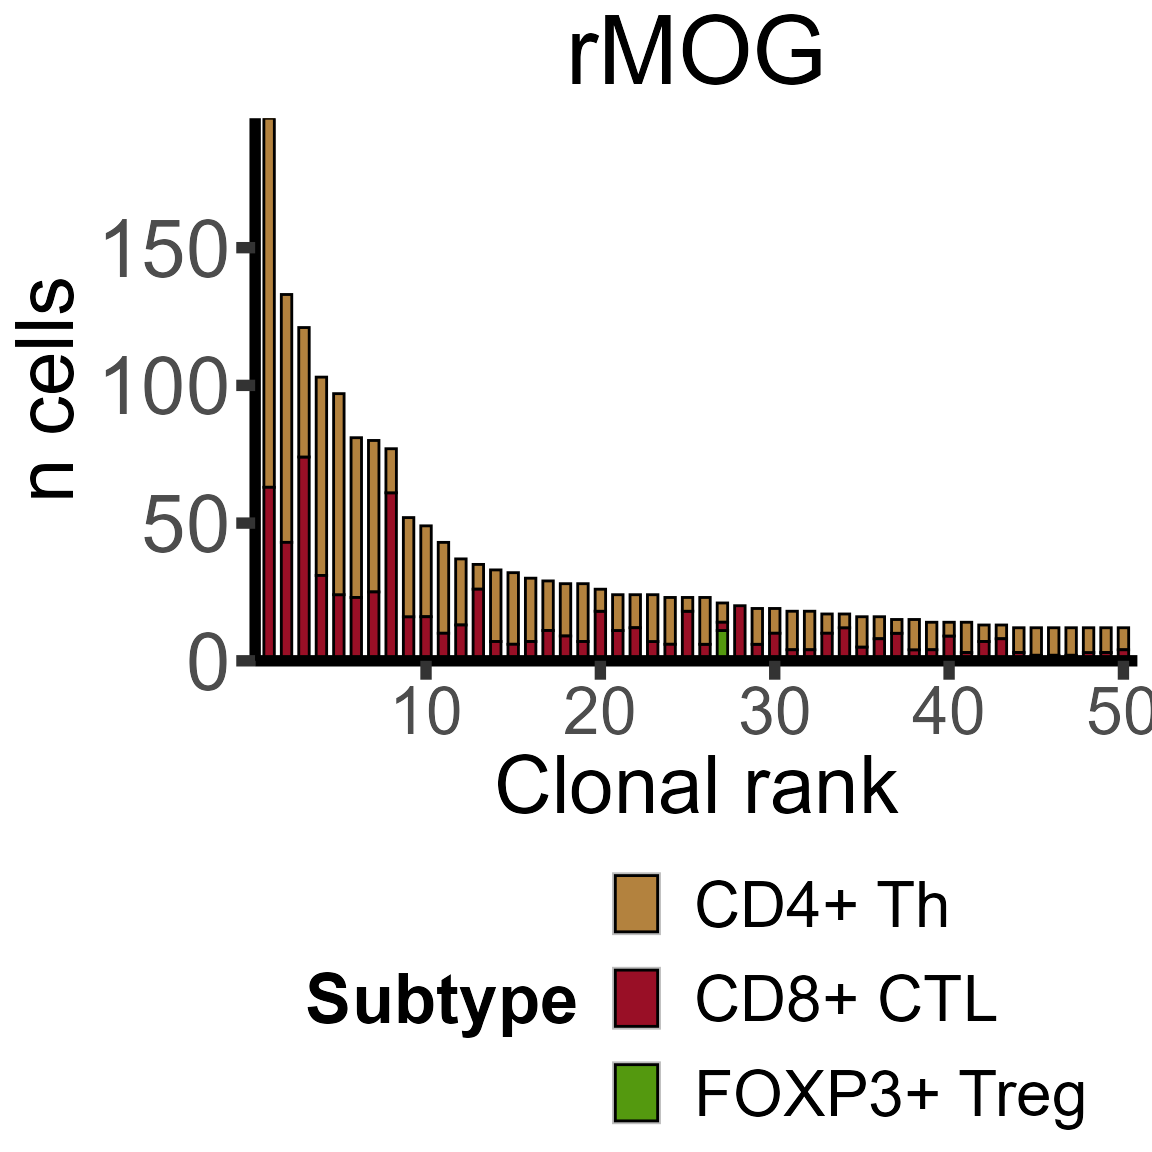 rMOG
n cells
150
100
50
0
10 20 30 40 50
Clonal rank
Subtype
CD4+ Th
CD8+ CTL
FOXP3+ Treg